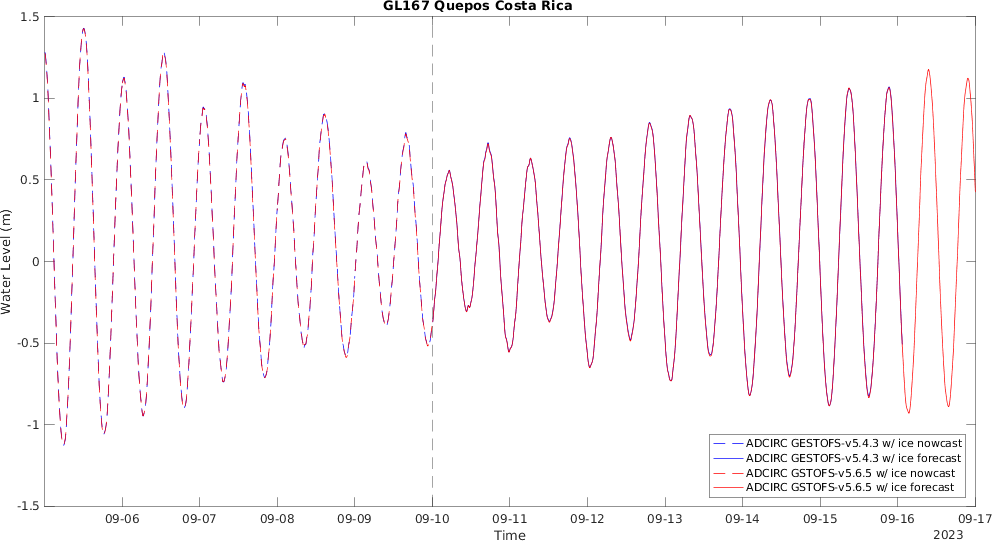 GL167 Quepos Costa Rica
1.5
1
0.5
0
-0.5
-1
-1.5
Water Level (m)
ADCIRC GESTOFS-v5.4.3 w/ ice nowcast
ADCIRC GESTOFS-v5.4.3 w/ ice forecast
ADCIRC GSTOFS-v5.6.5 w/ ice nowcast
ADCIRC GSTOFS-v5.6.5 w/ ice forecast
09-06 09-07 09-08 09-09 09-10 09-11 09-12 09-13 09-14 09-15 09-16 09-17
Time
2023